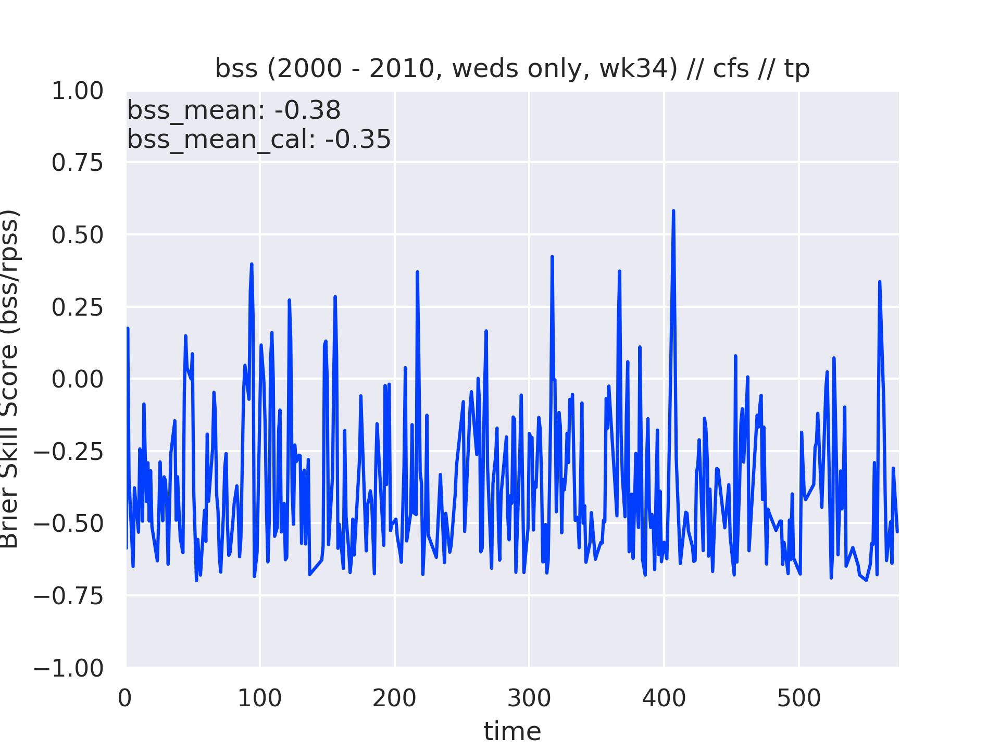 bss (2000 - 2010, weds only, wk34) // cfs // tp
bss_mean: -0.38
bss_mean_cal: -0.35
Brier Skill Score (bss/rpss)
1.00
0.75
0.50
0.25
0.00
−0.25
−0.50
−0.75
−1.00
0 100 200 300 400 500
time